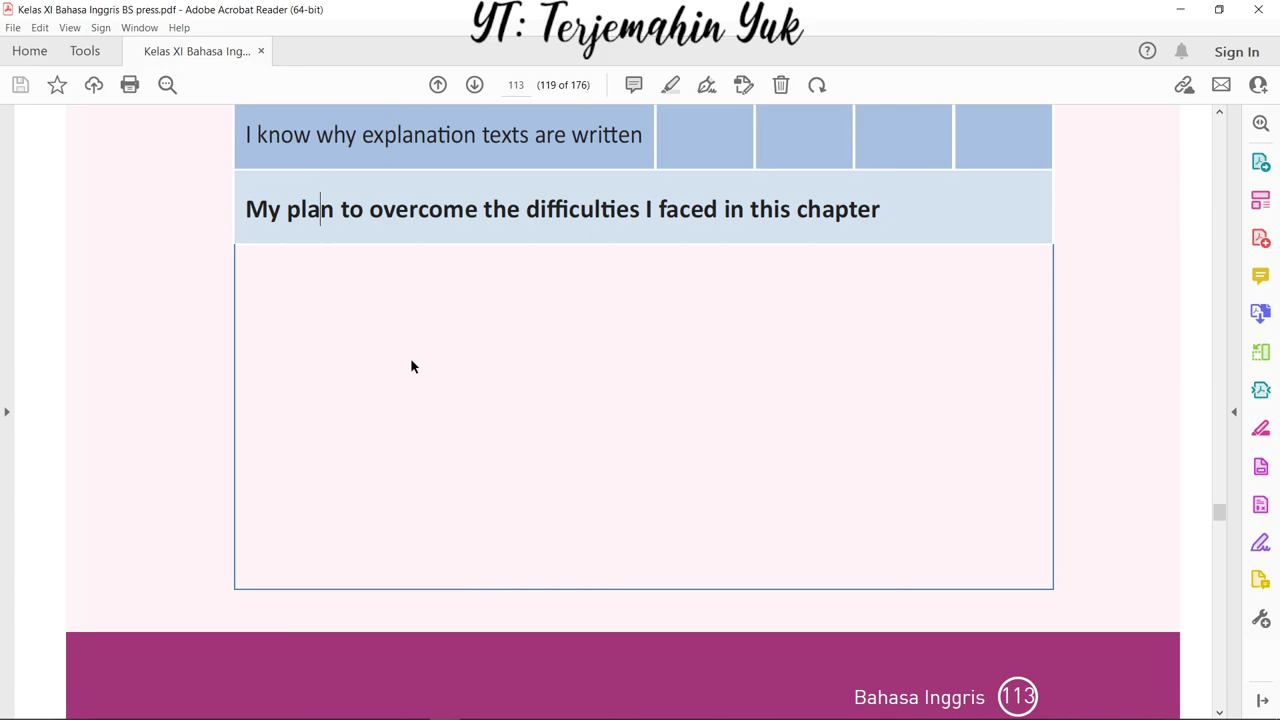 Kelas XI Bahasa Inggris BS press.pdf - Adobe Acrobat Reader (64-bit)
YT: Terjemahin Yuk
File Edit View Sign Window Help
Home Tools Kelas XI Bahasa Ing... × Sign In
113 (119 of 176)
I know why explanation texts are written
My plan to overcome the difficulties I faced in this chapter
Bahasa Inggris 113